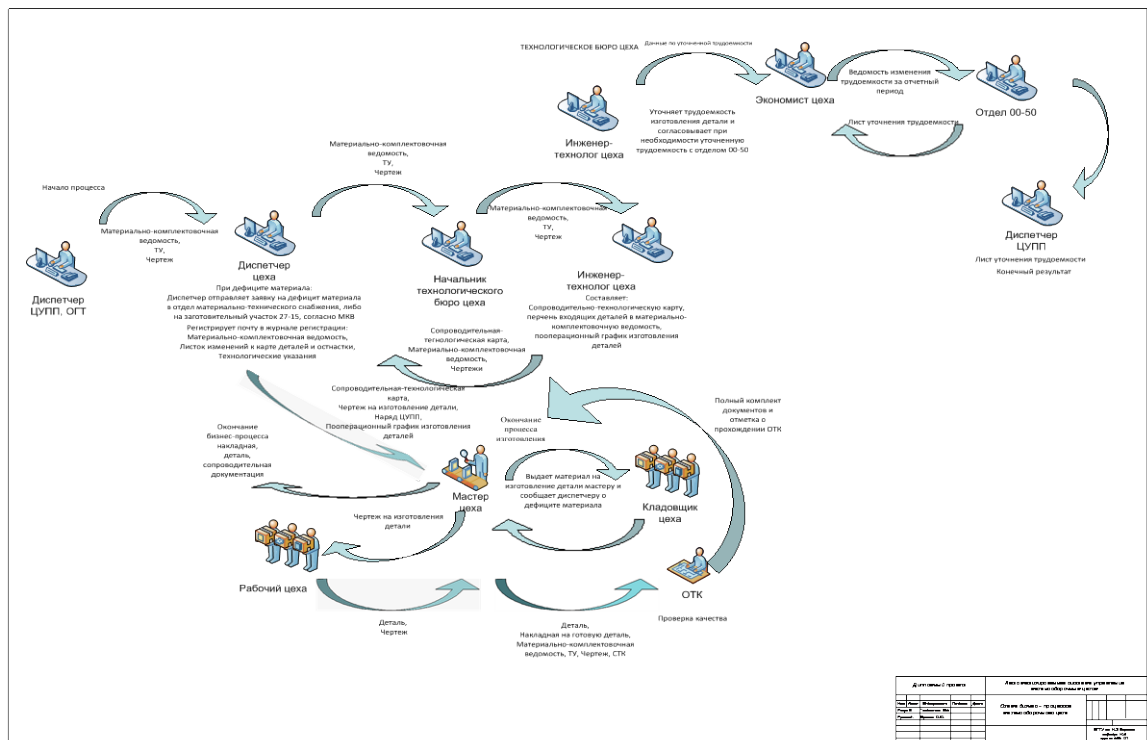 ТЕХНОЛОГИЧЕСКОЕ БЮРО ЦЕХА
Данные по уточненной трудоемкости
Экономист цеха
Ведомость изменения
трудоемкости за отчетный
период
Отдел 00-50
Лист уточнения трудоемкости
Инженер-
технолог цеха
Уточняет трудоемкость
изготовления детали и
согласовывает при
необходимости уточненную
трудоемкость с отделом 00-50
Диспетчер
ЦУПП
Лист уточнения трудоемкости
Конечный результат
Начало процесса
Материально-комплектовочная
ведомость,
ТУ,
Чертеж
Диспетчер
ЦУПП, ОГТ
Материально-комплектовочная
ведомость,
ТУ,
Чертеж
Диспетчер
цеха
При дефиците материала:
Диспетчер отправляет заявку на дефицит материала
в отдел материально-технического снабжения, либо
на заготовительный участок 27-15, согласно МКВ
Регистрирует почту в журнале регистрации:
Материально-комплектовочная ведомость,
Листок изменений к карте деталей и остнастки,
Технологические указания
Начальник
технологического
бюро цеха
Материально-комплектовочная
ведомость,
ТУ,
Чертеж
Инженер-
технолог цеха
Составляет:
Сопроводительно-технологическую карту,
перчень входящих деталей в материально-
комплектовочную ведомость,
пооперационный график изготовления
деталей
Сопроводительная-
тегнологическая карта,
Материально-комплектовочная
ведомость,
Чертежи
Сопроводительная-технологическая
карта,
Чертеж на изготовление детали,
Наряд ЦУПП,
Пооперационный график изготовления
деталей
Окончание
процесса
изготовления
Полный комплект
документов и
отметка о
прохождении ОТК
Окончание
бизнес-процесса
накладная,
деталь,
сопроводительная
документация
Мастер
цеха
Выдает материал на
изготовление детали мастеру и
сообщает диспетчеру о
дефиците материала
Кладовщик
цеха
Чертеж на изготовления
детали
Рабочий цеха
ОТК
Проверка качества
Деталь,
Чертеж
Деталь,
Накладная на готовую деталь,
Материально-комплектовочная
ведомость, ТУ, Чертеж, СТК